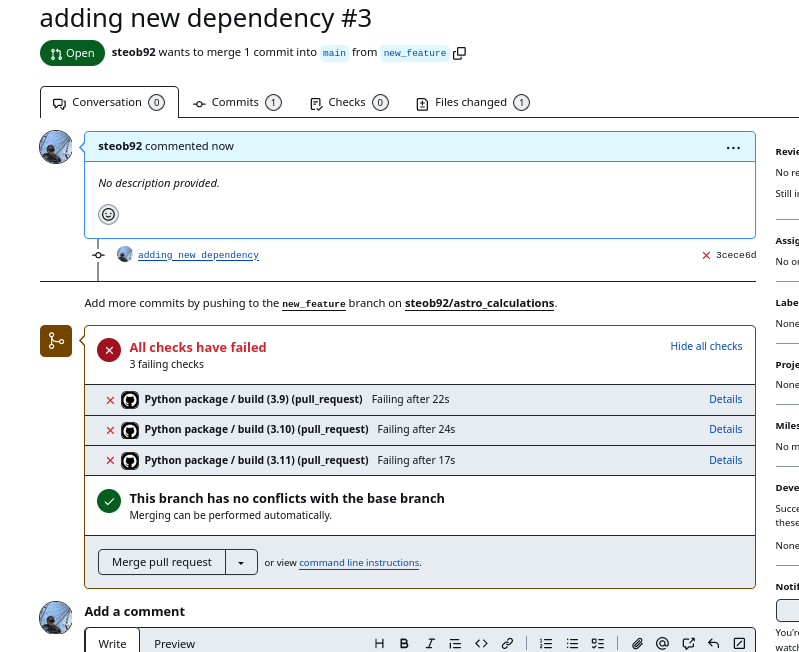 adding new dependency #3
Open steob92 wants to merge 1 commit into main from new_feature
Conversation 0 Commits 1 Checks 0 Files changed 1
steob92 commented now
No description provided.
adding new dependency 3cece6d
Add more commits by pushing to the new_feature branch on steob92/astro_calculations.
All checks have failed
Hide all checks
3 failing checks
Python package / build (3.9) (pull_request) Failing after 22s Details
Python package / build (3.10) (pull_request) Failing after 24s Details
Python package / build (3.11) (pull_request) Failing after 17s Details
This branch has no conflicts with the base branch
Merging can be performed automatically.
Merge pull request or view command line instructions.
Add a comment
Write Preview H B I
Revie
No re
Still in
Assig
No o
Labe
None
Proje
None
Miles
No m
Deve
Succe
these
None
Notif
You're
watch